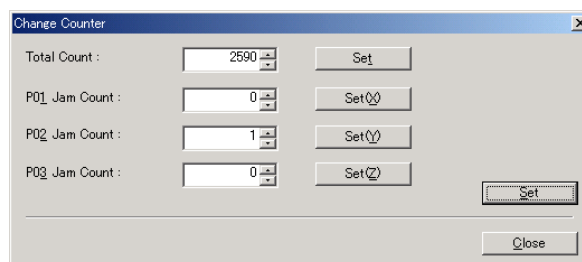 Change Counter
Total Count : 2590 Set
P01 Jam Count : 0 Set(X)
P02 Jam Count : 1 Set(Y)
P03 Jam Count : 0 Set(Z)
Set
Close